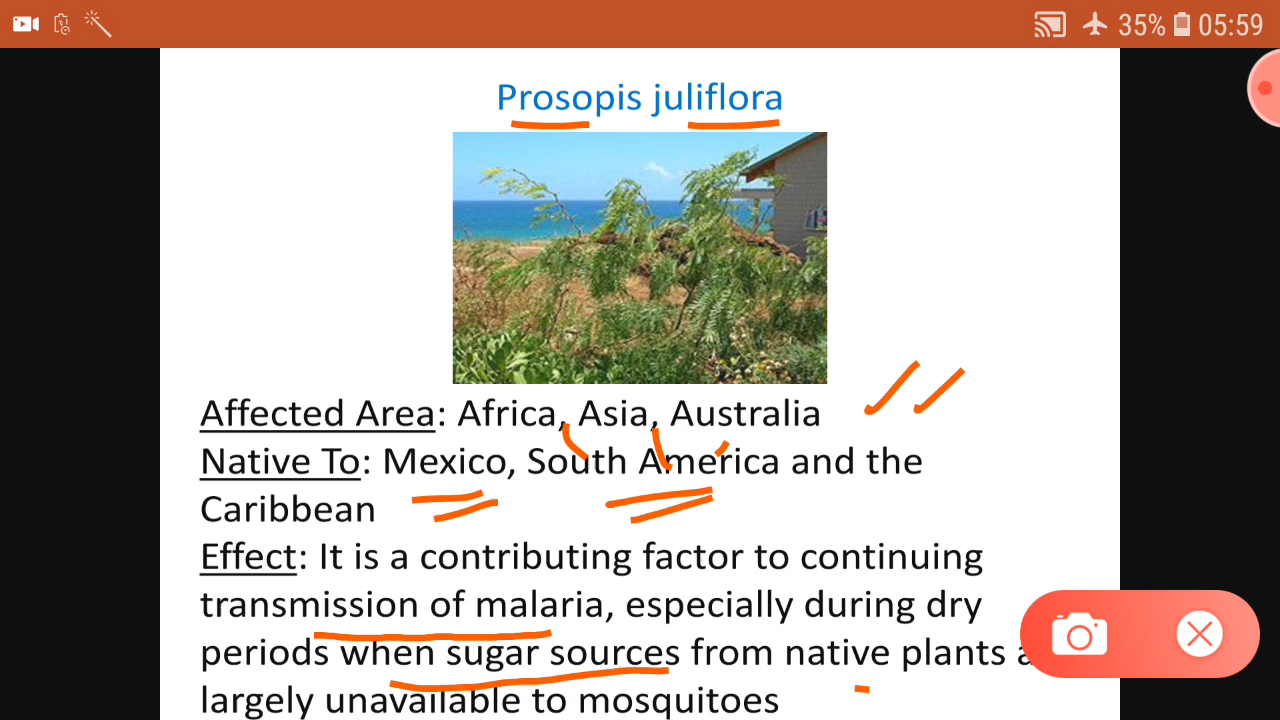 35% 05:59
Prosopis juliflora
Affected Area: Africa, Asia, Australia
Native To: Mexico, South America and the
Caribbean
Effect: It is a contributing factor to continuing
transmission of malaria, especially during dry
periods when sugar sources from native plants
largely unavailable to mosquitoes